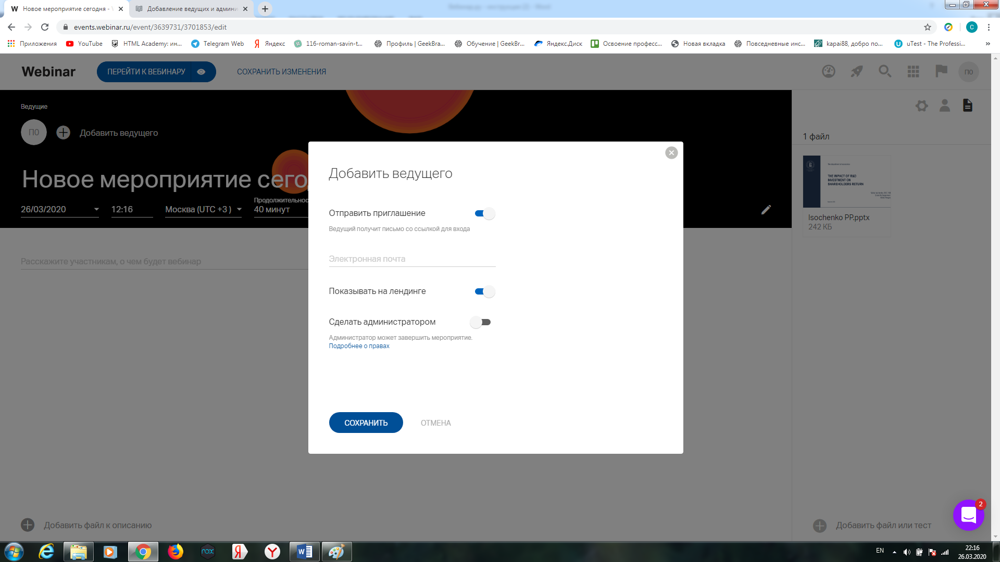 Новое мероприятие сегодня -
Добавление ведущих и админи
events.webinar.ru/event/3639731/3701853/edit
С
Приложения
YouTube
HTML Academy: ин...
Telegram Web
Яндекс
116-roman-savin-t...
Профиль | GeekBra...
Обучение | GeekBr...
Яндекс.Диск
Освоение професс...
Новая вкладка
Повседневные инс...
kapai88, добро по...
uTest - The Professi...
»
Webinar
ПЕРЕЙТИ К ВЕБИНАРУ
СОХРАНИТЬ ИЗМЕНЕНИЯ
П0
Ведущие
П0
Добавить ведущего
Новое мероприятие сего
Продолжительнос
26/03/2020
12:16
Москва (UTC +3 )
40 минут
Расскажите участникам, о чем будет вебинар
Добавить файл к описанию
Добавить ведущего
Отправить приглашение
Ведущий получит письмо со ссылкой для входа
Электронная почта
Показывать на лендинге
Сделать администратором
Администратор может завершить мероприятие.
Подробнее о правах
СОХРАНИТЬ
ОТМЕНА
1 файл
THE IMPACT OF R&D
INVESTMENT ON
SHAREHOLDERS RETURN
Isochenko PP.pptx
242 КБ
Добавить файл или тест
2
EN
22:16
26.03.2020